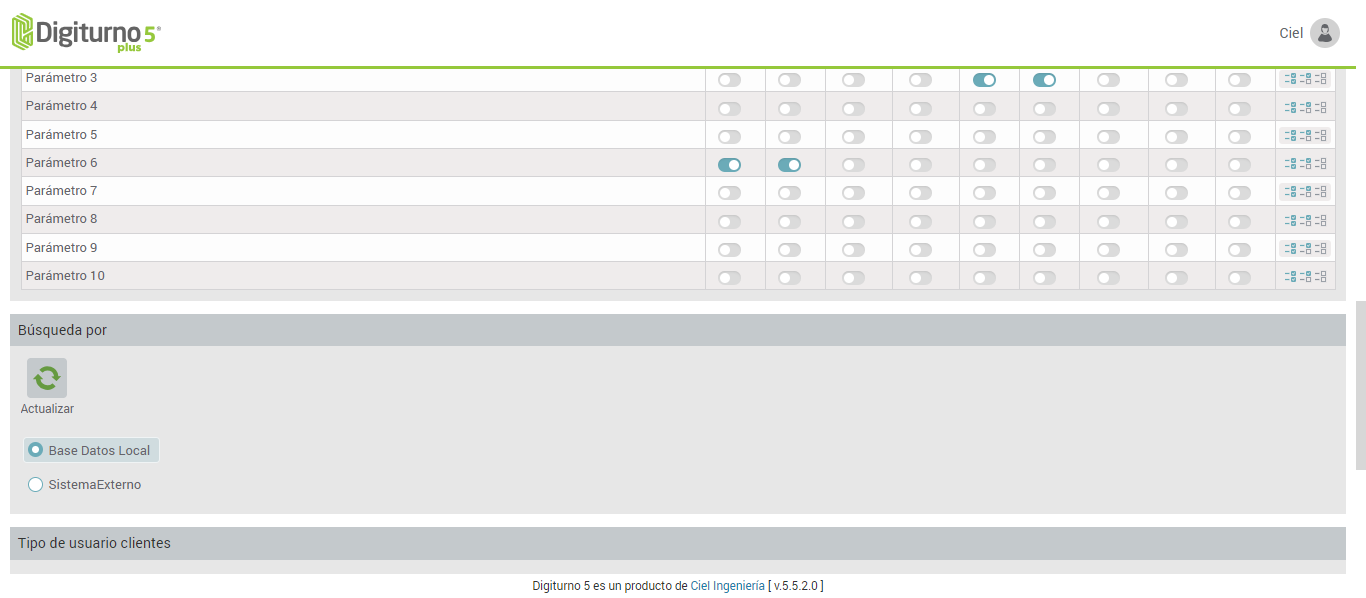 Digiturno 5®
plus
Ciel
Parámetro 3
Parámetro 4
Parámetro 5
Parámetro 6
Parámetro 7
Parámetro 8
Parámetro 9
Parámetro 10
Búsqueda por
Actualizar
Base Datos Local
SistemaExterno
Tipo de usuario clientes
Digiturno 5 es un producto de Ciel Ingeniería [ v.5.5.2.0 ]